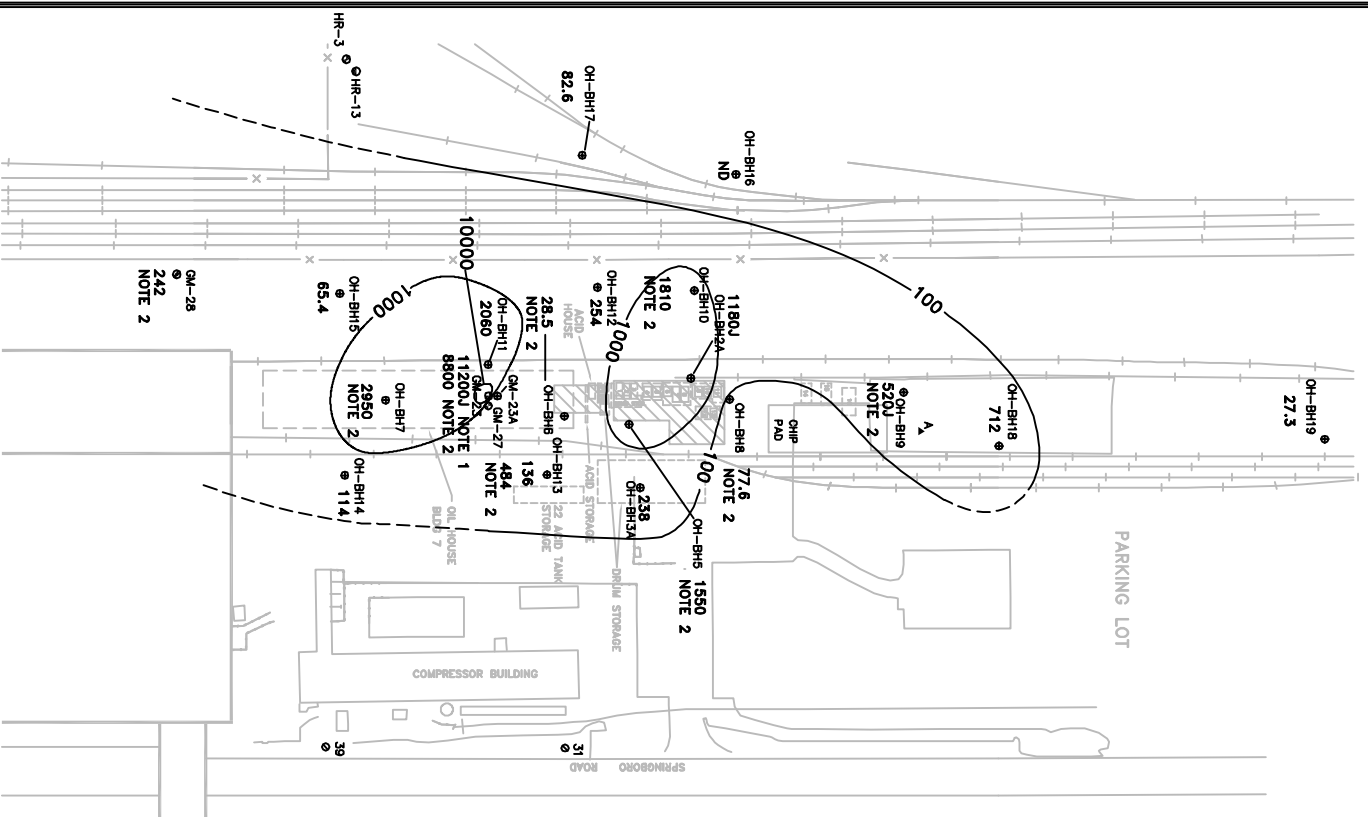 HR-3
HR-13
OH-BH17
82.6
OH-BH16
ND
10000
1000
100
GM-28
242
NOTE 2
OH-BH15
65.4
OH-BH11
2060
28.5
NOTE 2
ACID
HOUSE
OH-BH12
254
1000
1810
NOTE 2
OH-BH10
1180J
OH-BH2A
OH-BH7
2950
NOTE 2
11200J NOTE 1
8800 NOTE 2
GM-23
GM-23A
GM-27
OH-BH6
OH-BH8
77.6
NOTE 2
CHIP
PAD
OH-BH9
520J
NOTE 2
A
OH-BH18
712
OH-BH19
27.3
OH-BH14
114
OIL HOUSE
BLDG 7
484
NOTE 2
OH-BH13
136
22 ACID TANK
STORAGE
ACID STORAGE
238
OH-BH3A
100
OH-BH5
1550
NOTE 2
DRUM STORAGE
PARKING LOT
COMPRESSOR BUILDING
39
31
SPRINGBORO ROAD